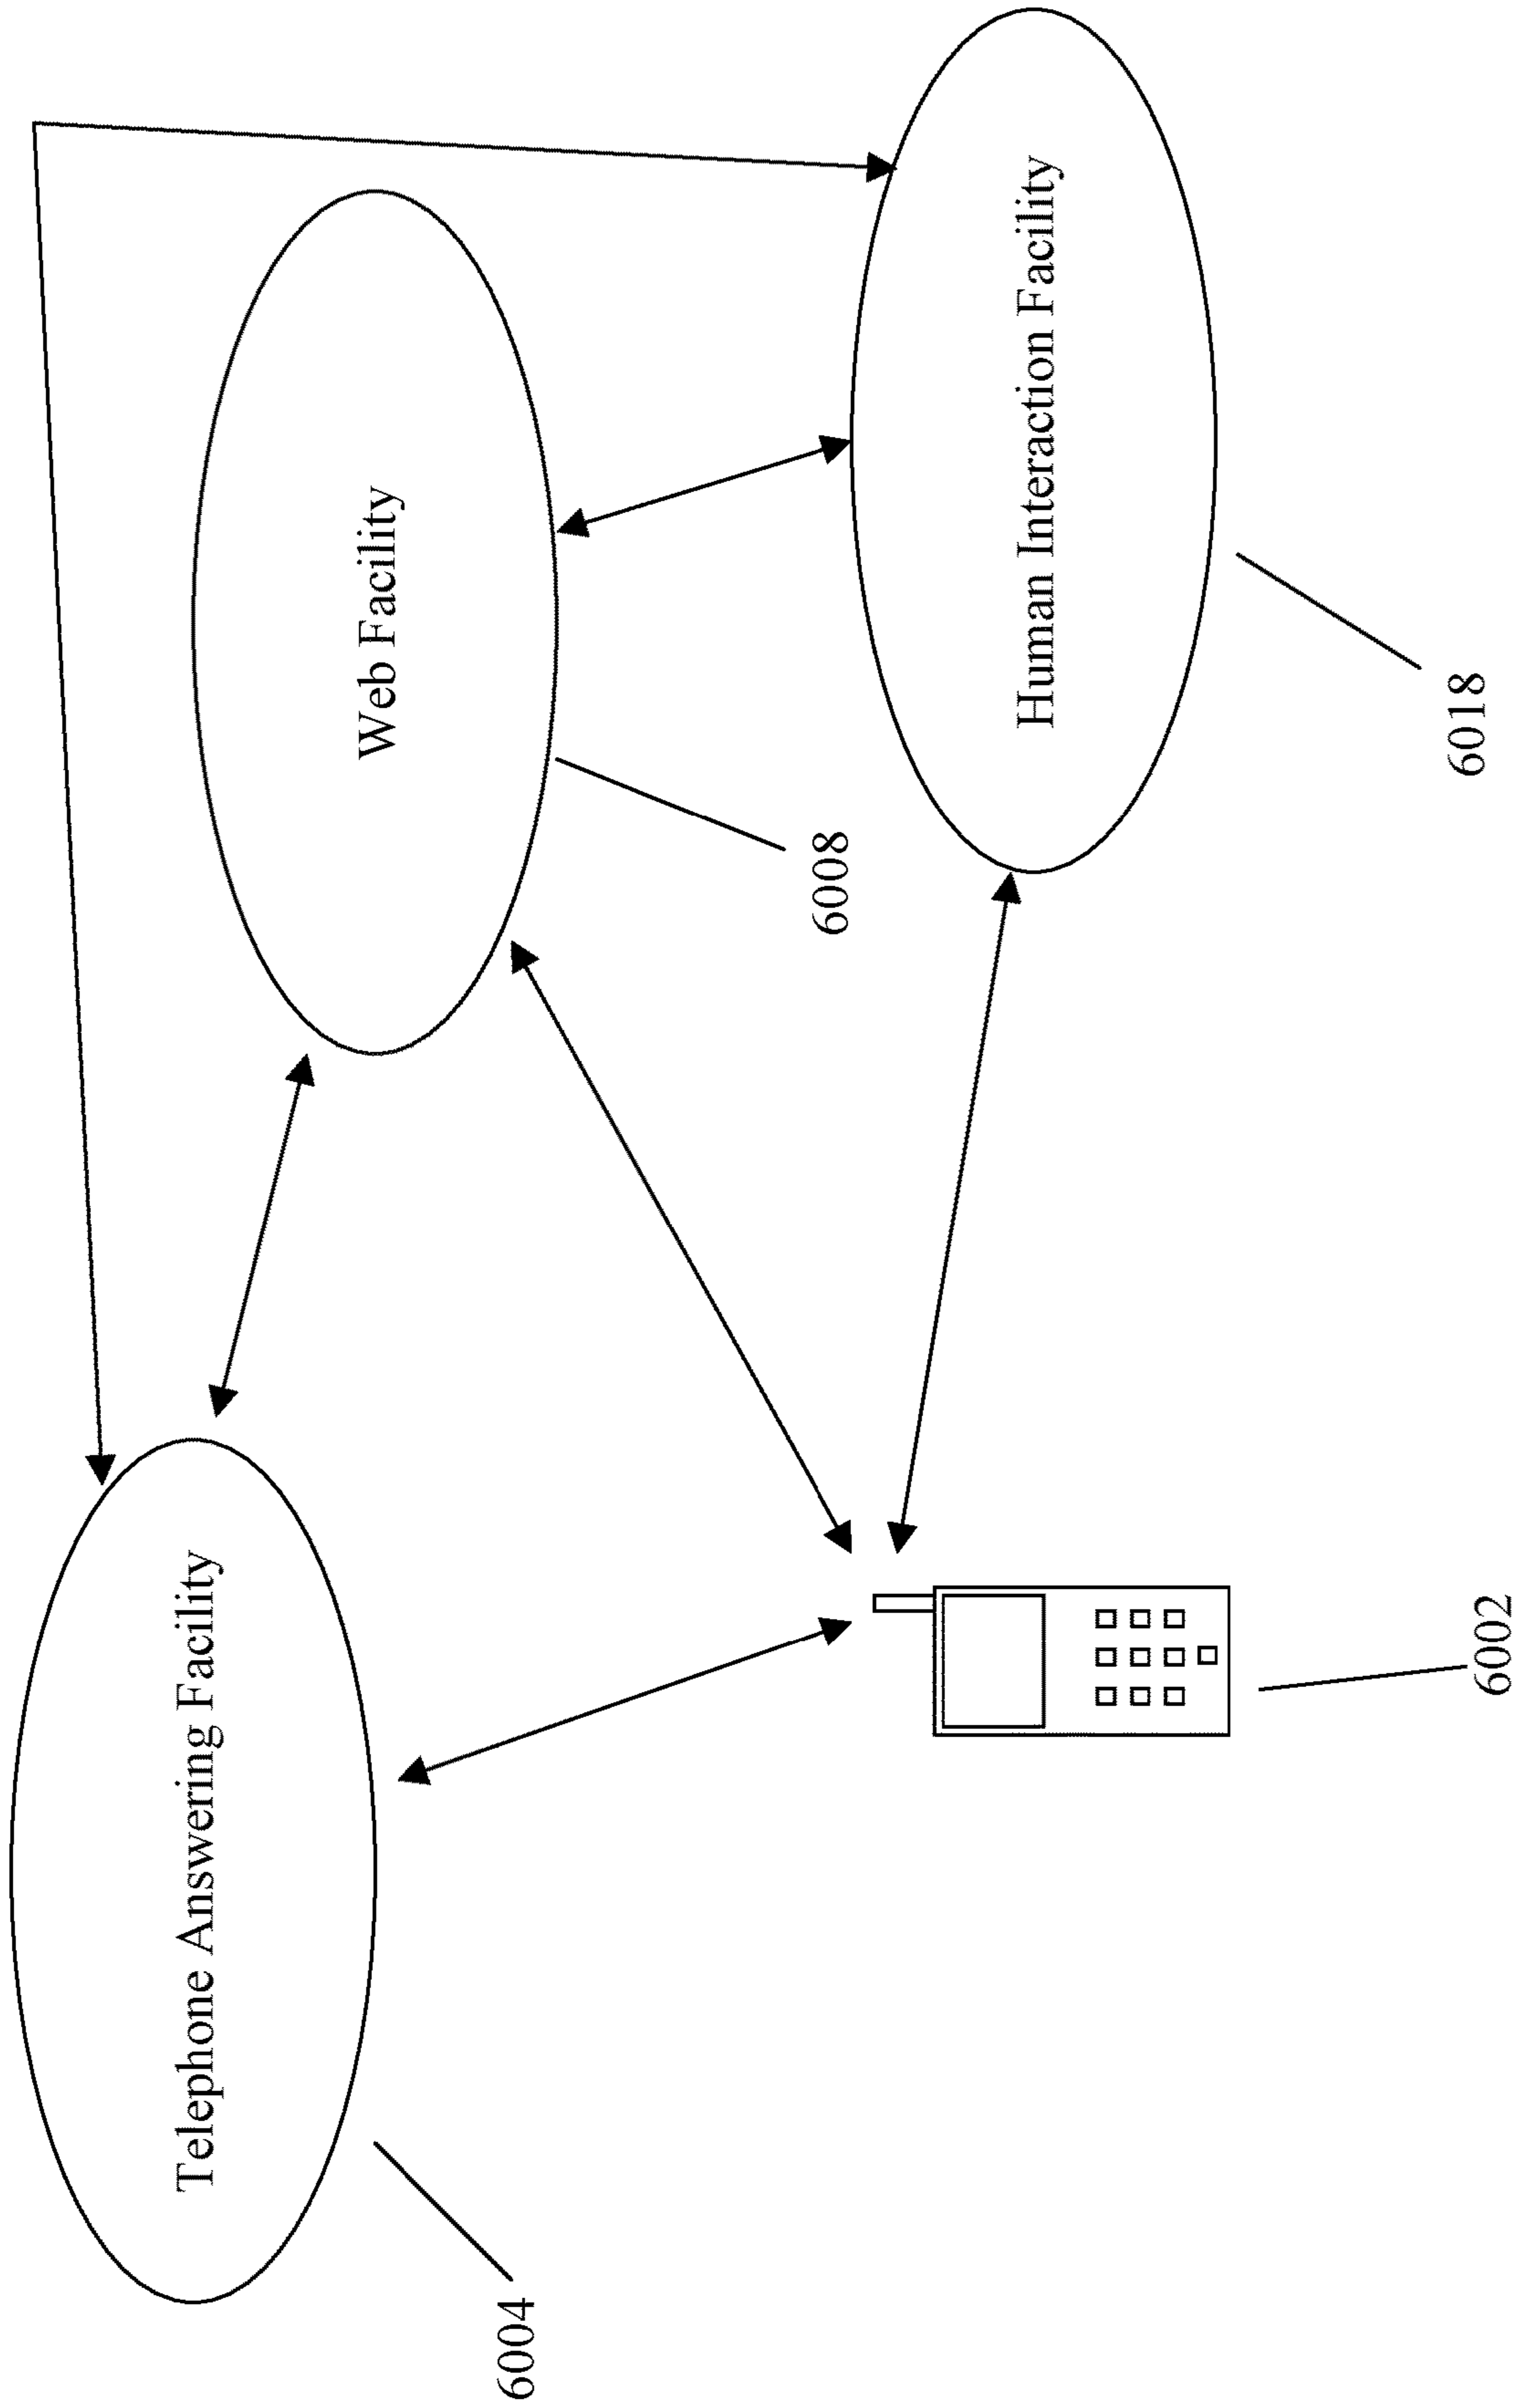 Telephone Answering Facility
Web Facility
Human Interaction Facility
6004
6008
6002
6018